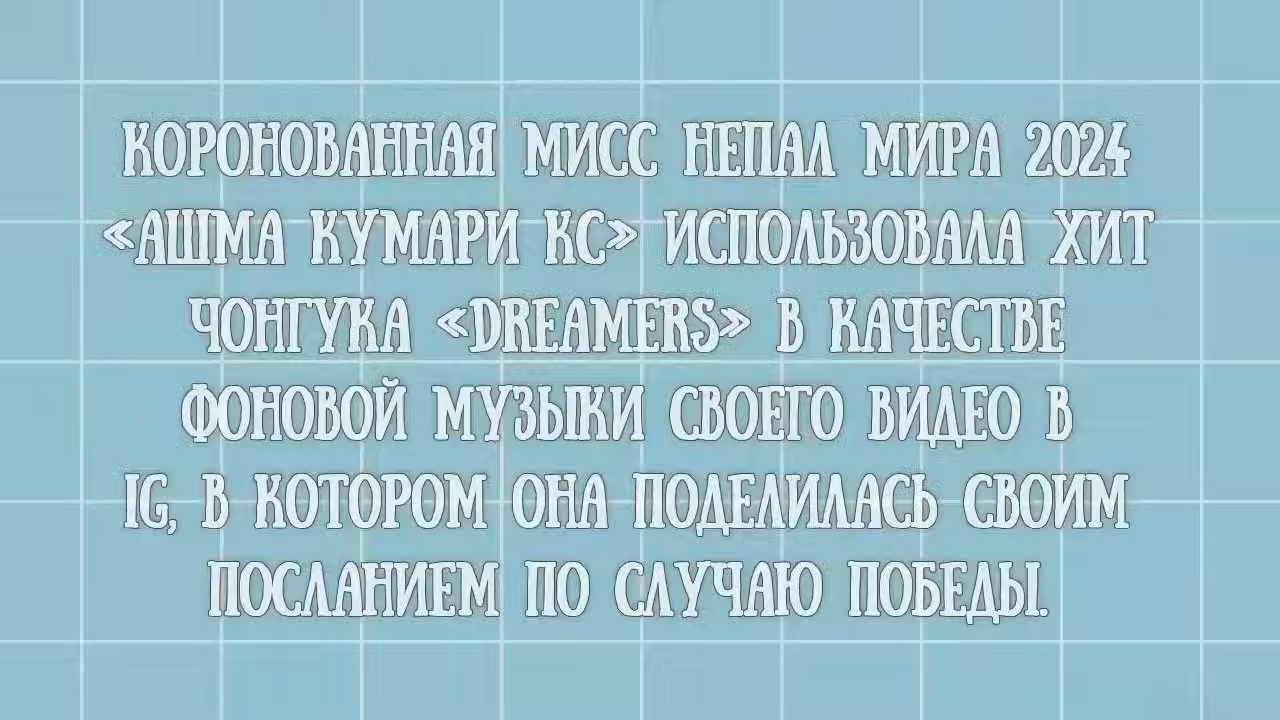 КОРОНОВАННАЯ МИСС НЕПАЛ МИРА 2024
«АШМА КУМАРИ КС» ИСПОЛЬЗОВАЛА ХИТ
ЧОНГУКА «DREAMERS» В КАЧЕСТВЕ
ФОНОВОЙ МУЗЫКИ СВОЕГО ВИДЕО В
IG, В КОТОРОМ ОНА ПОДЕЛИЛАСЬ СВОИМ
ПОСЛАНИЕМ ПО СЛУЧАЮ ПОБЕДЫ.